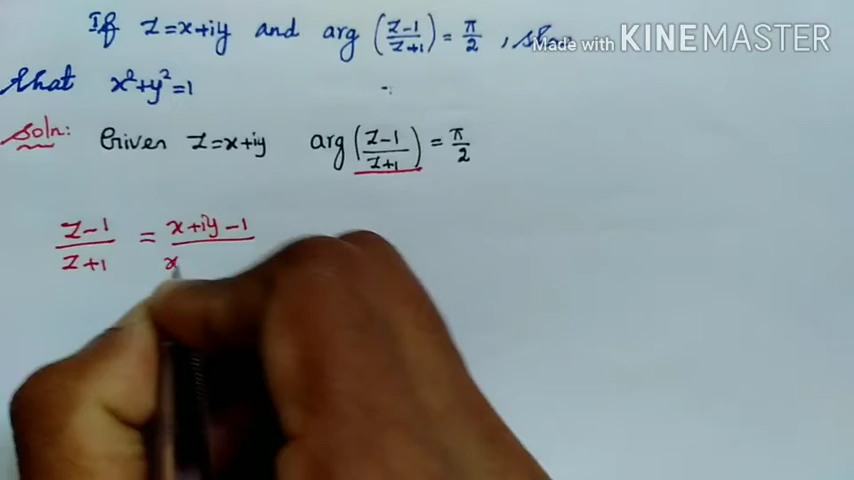 If z=x+iy and arg (z-1/z+1) = π/2 , show
Made with KINEMASTER
that x²+y²=1
Soln: Given z=x+iy arg (z-1/z+1) = π/2
z-1/z+1 = x+iy-1/x